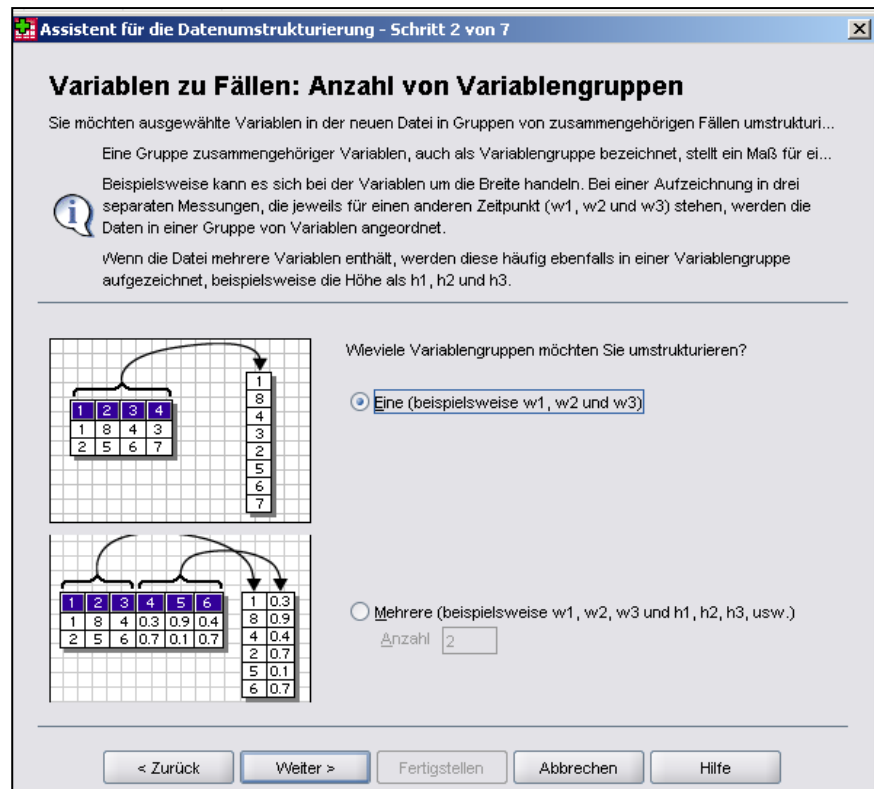 Assistent für die Datenumstrukturierung - Schritt 2 von 7
Variablen zu Fällen: Anzahl von Variablengruppen
Sie möchten ausgewählte Variablen in der neuen Datei in Gruppen von zusammengehörigen Fällen umstrukturi...
Eine Gruppe zusammengehöriger Variablen, auch als Variablengruppe bezeichnet, stellt ein Maß für ei...
Beispielsweise kann es sich bei der Variablen um die Breite handeln. Bei einer Aufzeichnung in drei
separaten Messungen, die jeweils für einen anderen Zeitpunkt (w1, w2 und w3) stehen, werden die
Daten in einer Gruppe von Variablen angeordnet.
Wenn die Datei mehrere Variablen enthält, werden diese häufig ebenfalls in einer Variablengruppe
aufgezeichnet, beispielsweise die Höhe als h1, h2 und h3.
Wieviele Variablengruppen möchten Sie umstrukturieren?
Eine (beispielsweise w1, w2 und w3)
1 2 3 4
1 8 4 3
2 5 6 7
1
8
4
3
2
5
6
7
Mehrere (beispielsweise w1, w2, w3 und h1, h2, h3, usw.)
Anzahl 2
1 2 3 4 5 6
1 8 4 0.3 0.9 0.4
2 5 6 0.7 0.1 0.7
1 0.3
8 0.9
4 0.4
2 0.7
5 0.1
6 0.7
< Zurück Weiter > Fertigstellen Abbrechen Hilfe